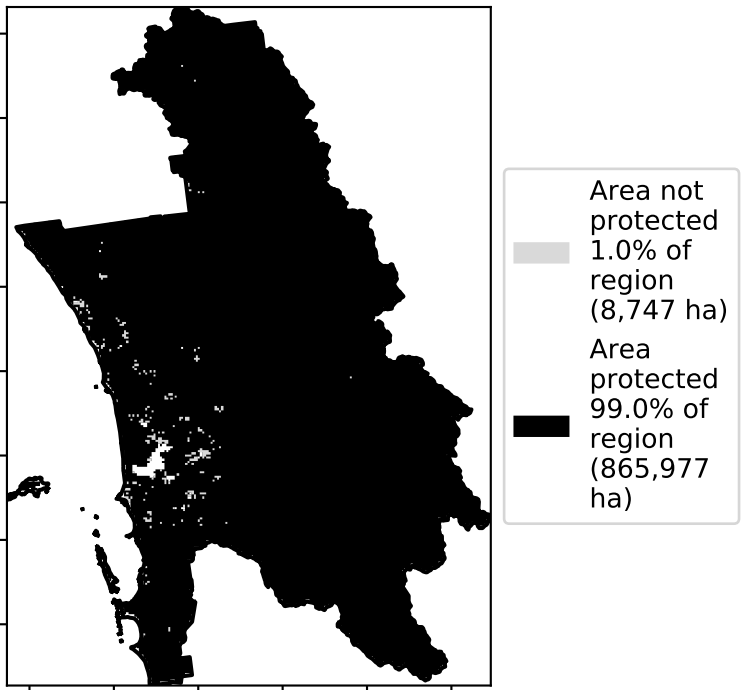 Area not
protected
1.0% of
region
(8,747 ha)
Area
protected
99.0% of
region
(865,977
ha)